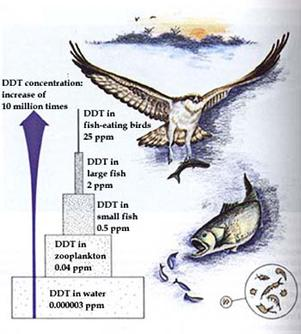 DDT concentration:
increase of
10 million times
DDT in
fish-eating birds
25 ppm
DDT in
large fish
2 ppm
DDT in
small fish
0.5 ppm
DDT in
zooplankton
0.04 ppm
DDT in water
0.000003 ppm